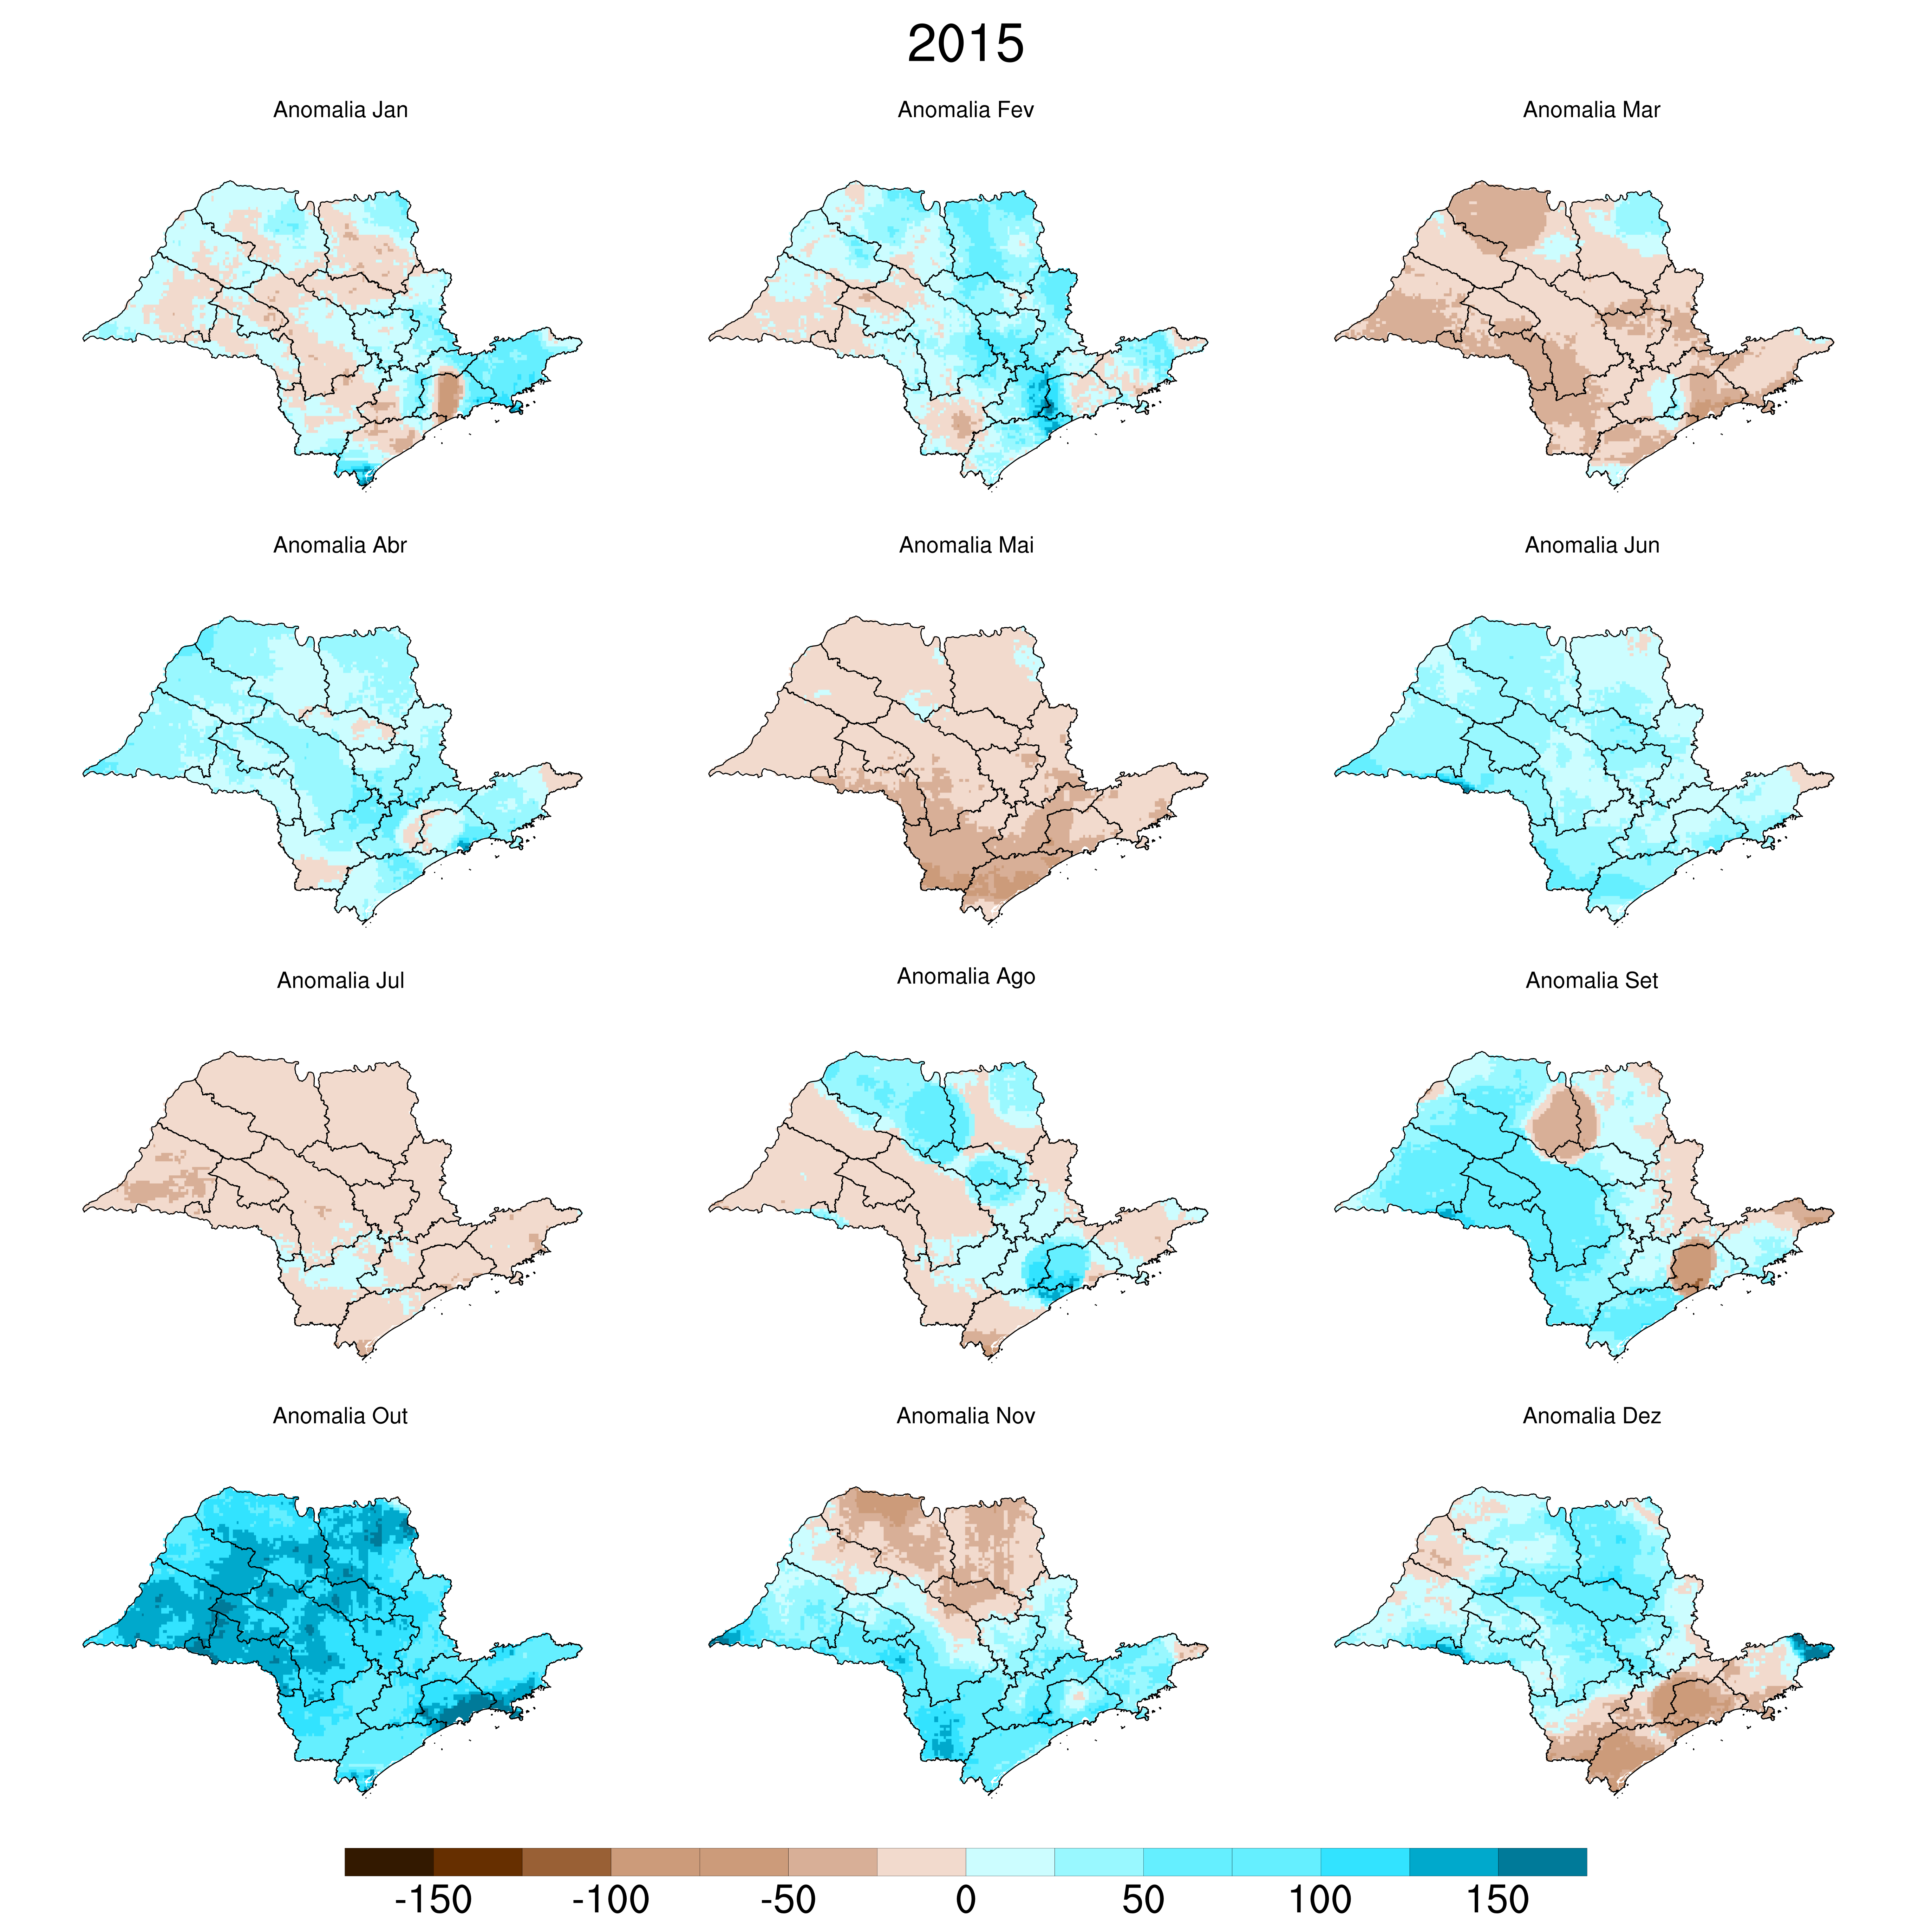 2015
Anomalia Jan
Anomalia Fev
Anomalia Mar
Anomalia Abr
Anomalia Mai
Anomalia Jun
Anomalia Jul
Anomalia Ago
Anomalia Set
Anomalia Out
Anomalia Nov
Anomalia Dez
-150 -100 -50 0 50 100 150